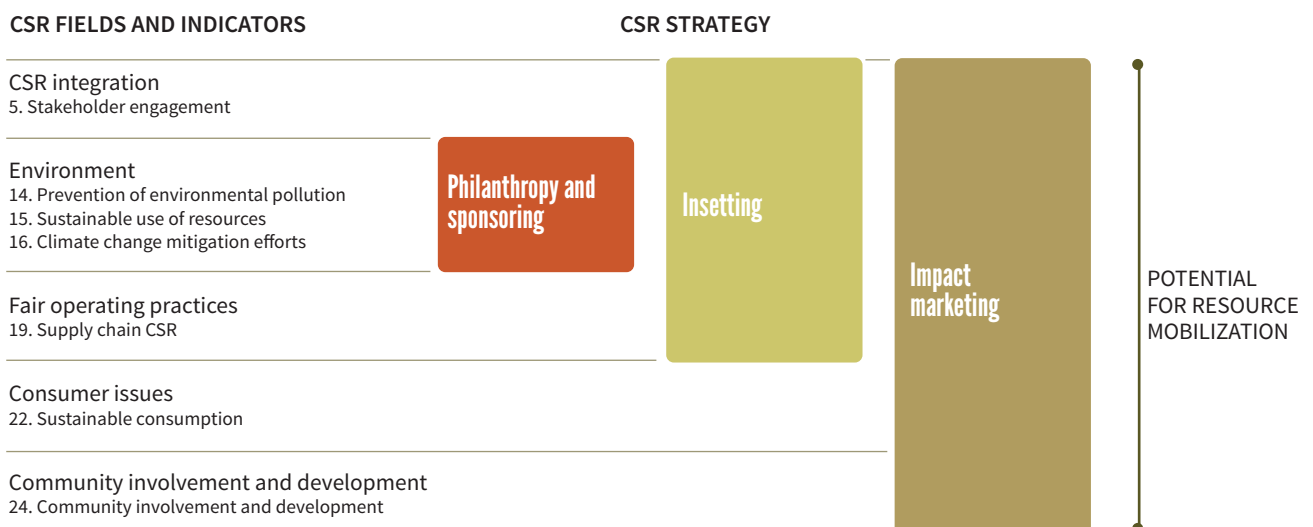 CSR FIELDS AND INDICATORS
CSR STRATEGY
CSR integration
5. Stakeholder engagement
Environment
14. Prevention of environmental pollution
15. Sustainable use of resources
16. Climate change mitigation efforts
Fair operating practices
19. Supply chain CSR
Consumer issues
22. Sustainable consumption
Community involvement and development
24. Community involvement and development
Philanthropy and
sponsoring
Insetting
Impact
marketing
POTENTIAL
FOR RESOURCE
MOBILIZATION